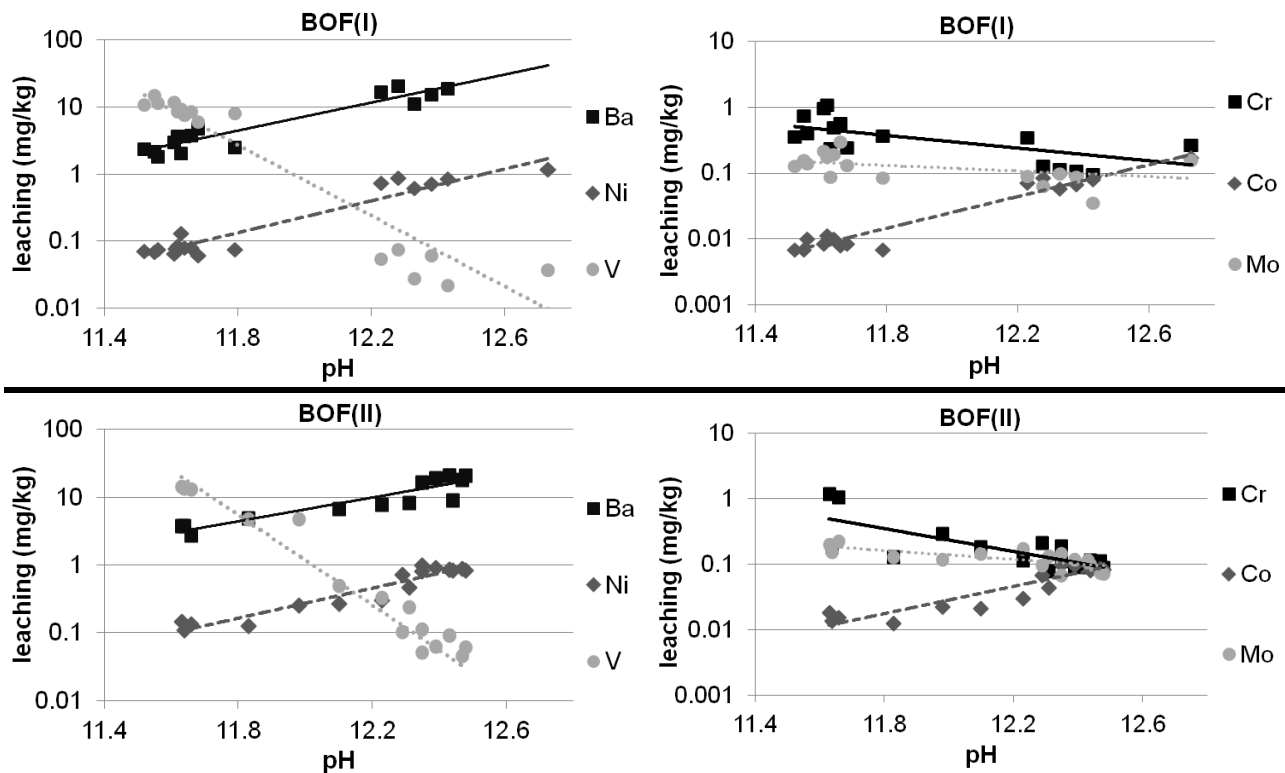 BOF(I)
100
10
1
0.1
0.01
leaching (mg/kg)
11.4 11.8 12.2 12.6
pH
Ba
Ni
V
BOF(I)
10
1
0.1
0.01
0.001
leaching (mg/kg)
11.4 11.8 12.2 12.6
pH
Cr
Co
Mo
BOF(II)
100
10
1
0.1
0.01
leaching (mg/kg)
11.4 11.8 12.2 12.6
pH
Ba
Ni
V
BOF(II)
10
1
0.1
0.01
0.001
leaching (mg/kg)
11.4 11.8 12.2 12.6
pH
Cr
Co
Mo